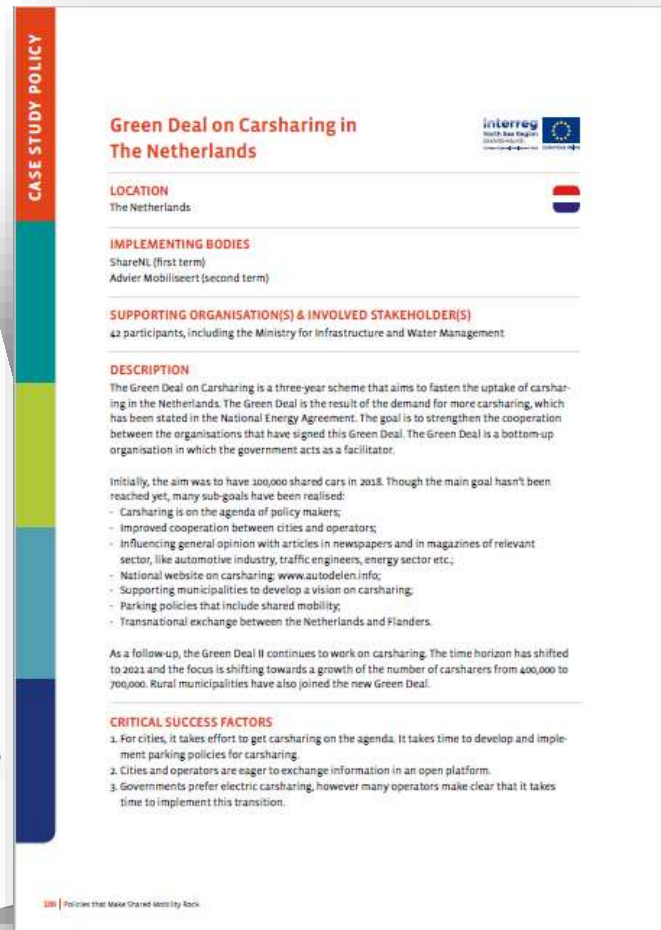 CASE STUDY POLICY
Green Deal on Carsharing in
The Netherlands
Interreg
North Sea Region
LOCATION
The Netherlands
IMPLEMENTING BODIES
ShareNL (first term)
Advier Mobiliseert (second term)
SUPPORTING ORGANISATION(S) & INVOLVED STAKEHOLDER(S)
42 participants, including the Ministry for Infrastructure and Water Management
DESCRIPTION
The Green Deal on Carsharing is a three-year scheme that aims to fasten the uptake of carshar-
ing in the Netherlands. The Green Deal is the result of the demand for more carsharing, which
has been stated in the National Energy Agreement. The goal is to strengthen the cooperation
between the organisations that have signed this Green Deal. The Green Deal is a bottom-up
organisation in which the government acts as a facilitator.
Initially, the aim was to have 100,000 shared cars in 2018. Though the main goal hasn't been
reached yet, many sub-goals have been realised:
- Carsharing is on the agenda of policy makers;
- Improved cooperation between cities and operators;
- Influencing general opinion with articles in newspapers and in magazines of relevant
sector, like automotive industry, traffic engineers, energy sector etc.;
- National website on carsharing: www.autodelen.info;
- Supporting municipalities to develop a vision on carsharing;
- Parking policies that include shared mobility;
- Transnational exchange between the Netherlands and Flanders.
As a follow-up, the Green Deal II continues to work on carsharing. The time horizon has shifted
to 2021 and the focus is shifting towards a growth of the number of carsharers from 400,000 to
700,000. Rural municipalities have also joined the new Green Deal.
CRITICAL SUCCESS FACTORS
1. For cities, it takes effort to get carsharing on the agenda. It takes time to develop and imple-
ment parking policies for carsharing.
2. Cities and operators are eager to exchange information in an open platform.
3. Governments prefer electric carsharing, however many operators make clear that it takes
time to implement this transition.
| Policies that Make Shared Mobility Rock